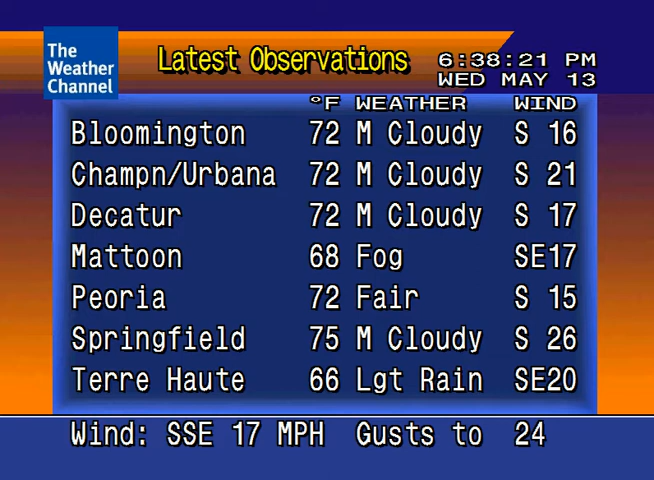 The
Weather
Channel
Latest Observations
6:38:21 PM
WED MAY 13
°F WEATHER WIND
Bloomington 72 M Cloudy S 16
Champn/Urbana 72 M Cloudy S 21
Decatur 72 M Cloudy S 17
Mattoon 68 Fog SE17
Peoria 72 Fair S 15
Springfield 75 M Cloudy S 26
Terre Haute 66 Lgt Rain SE20
Wind: SSE 17 MPH Gusts to 24